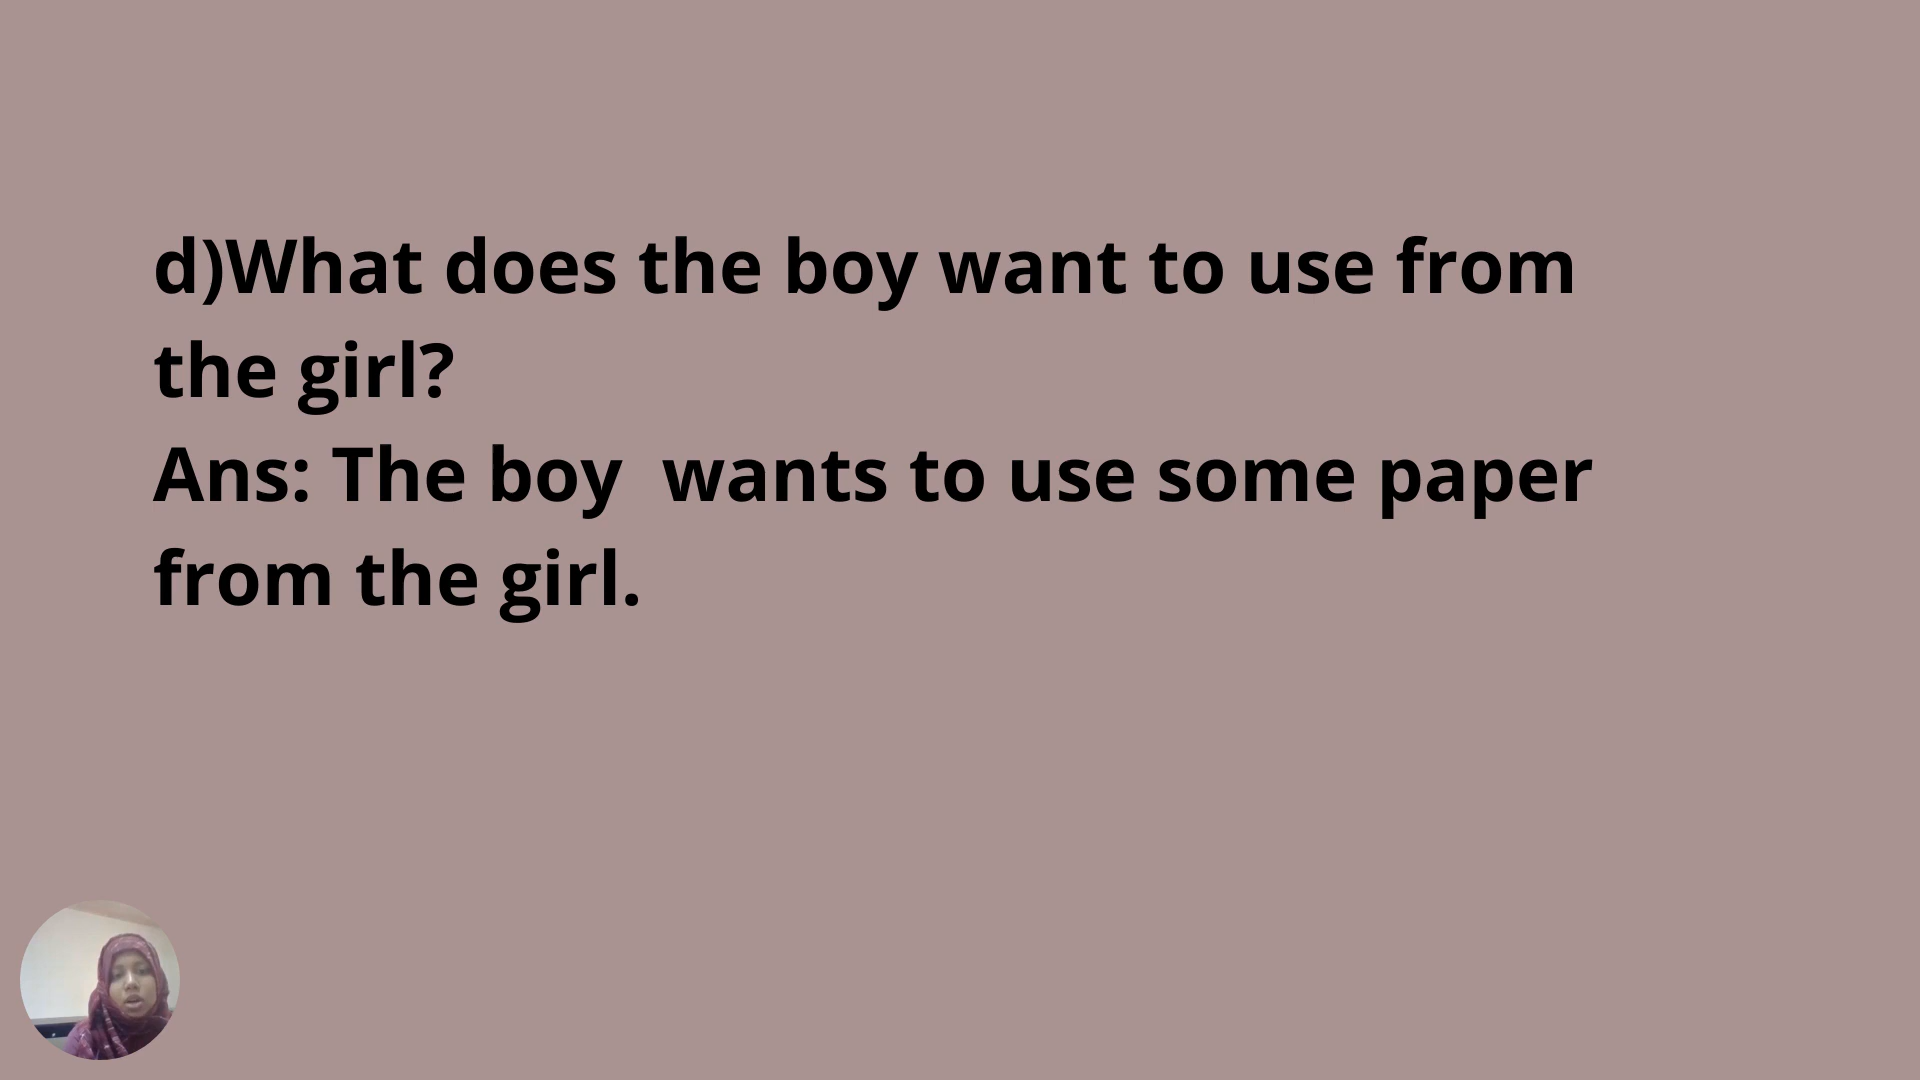 d)What does the boy want to use from
the girl?
Ans: The boy  wants to use some paper
from the girl.